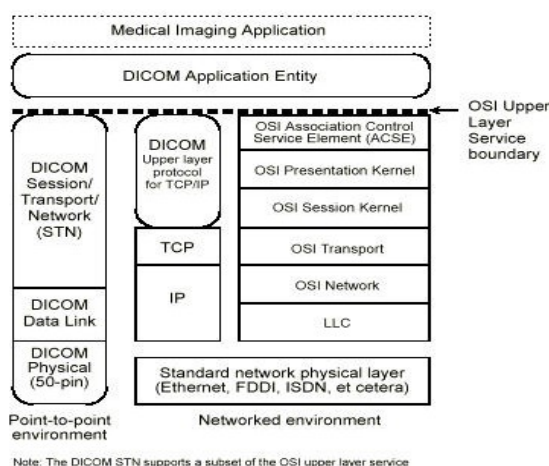 Medical Imaging Application
DICOM Application Entity
OSI Upper
Layer
Service
boundary
DICOM
Session/
Transport/
Network
(STN)
DICOM
Data Link
DICOM
Physical
(50-pin)
Point-to-point
environment
DICOM
Upper layer
protocol
for TCP/IP
TCP
IP
OSI Association Control
Service Element (ACSE)
OSI Presentation Kernel
OSI Session Kernel
OSI Transport
OSI Network
LLC
Standard network physical layer
(Ethernet, FDDI, ISDN, et cetera)
Networked environment
Note: The DICOM STN supports a subset of the OSI upper layer service